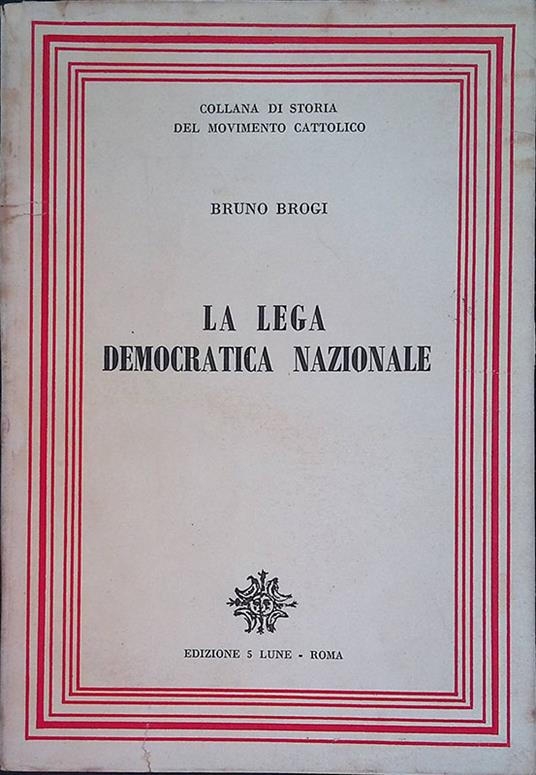 COLLANA DI STORIA
DEL MOVIMENTO CATTOLICO
BRUNO BROGI
LA LEGA
DEMOCRATICA NAZIONALE
EDIZIONE 5 LUNE - ROMA